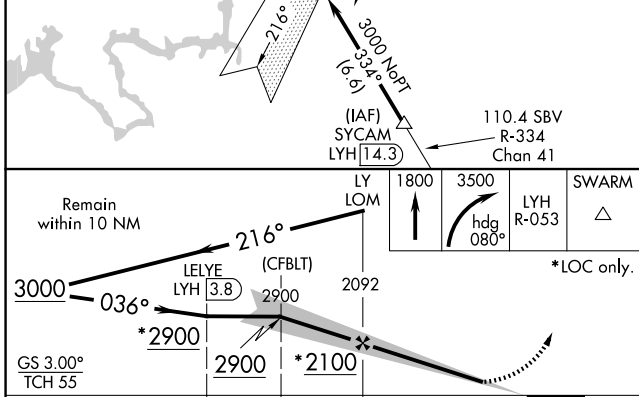 216°
3000 NoPT
334°
(6.6)
(IAF)
SYCAM
LYH 14.3
110.4 SBV
R-334
Chan 41
LY
LOM
1800
3500
hdg
080°
LYH
R-053
SWARM
Remain
within 10 NM
216°
*LOC only.
LELYE
LYH 3.8
(CFBLT)
2900
2092
3000
036°
*2900
2900
*2100
GS 3.00°
TCH 55